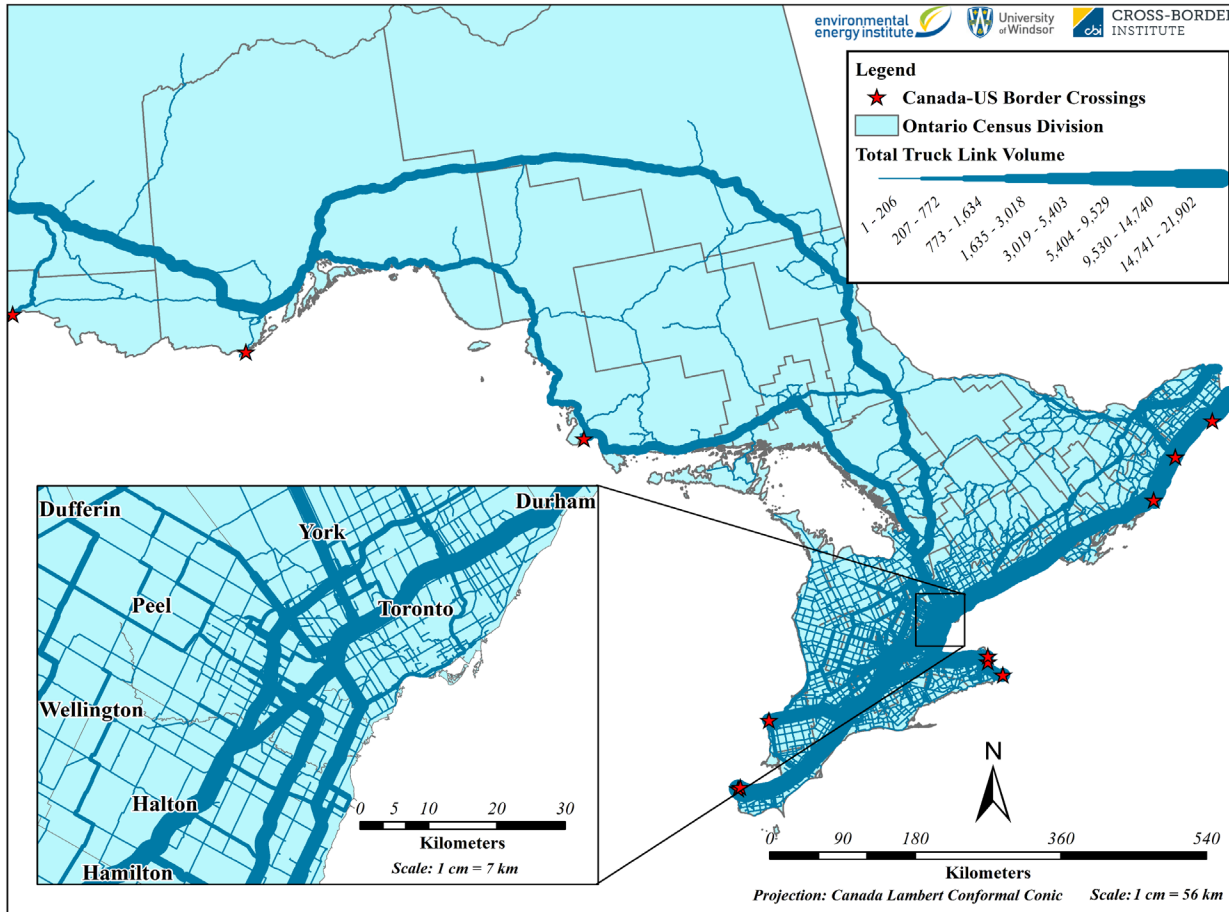 environmental
energy institute
University
of Windsor
cbi
CROSS-BORDER
INSTITUTE
Legend
Canada-US Border Crossings
Ontario Census Division
Total Truck Link Volume
1 - 206
207 - 772
773 - 1,634
1,635 - 3,018
3,019 - 5,403
5,404 - 9,529
9,530 - 14,740
14,741 - 21,902
Dufferin
York
Durham
Peel
Toronto
Wellington
Halton
Hamilton
0 5 10 20 30
Kilometers
Scale: 1 cm = 7 km
N
0 90 180 360 540
Kilometers
Projection: Canada Lambert Conformal Conic Scale: 1 cm = 56 km